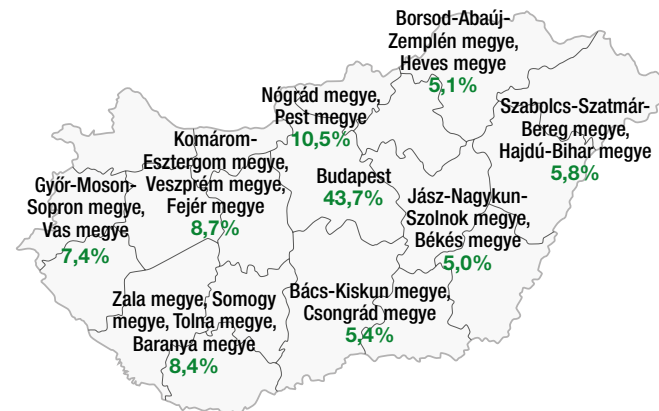 Borsod-Abaúj-
Zemplén megye,
Heves megye
5,1%
Nógrád megye,
Pest megye
10,5%
Szabolcs-Szatmár-
Bereg megye,
Hajdú-Bihar megye
5,8%
Komárom-
Esztergom megye,
Veszprém megye,
Fejér megye
8,7%
Budapest
43,7%
Győr-Moson-
Sopron megye,
Vas megye
7,4%
Jász-Nagykun-
Szolnok megye,
Békés megye
5,0%
Zala megye, Somogy
megye, Tolna megye,
Baranya megye
8,4%
Bács-Kiskun megye,
Csongrád megye
5,4%